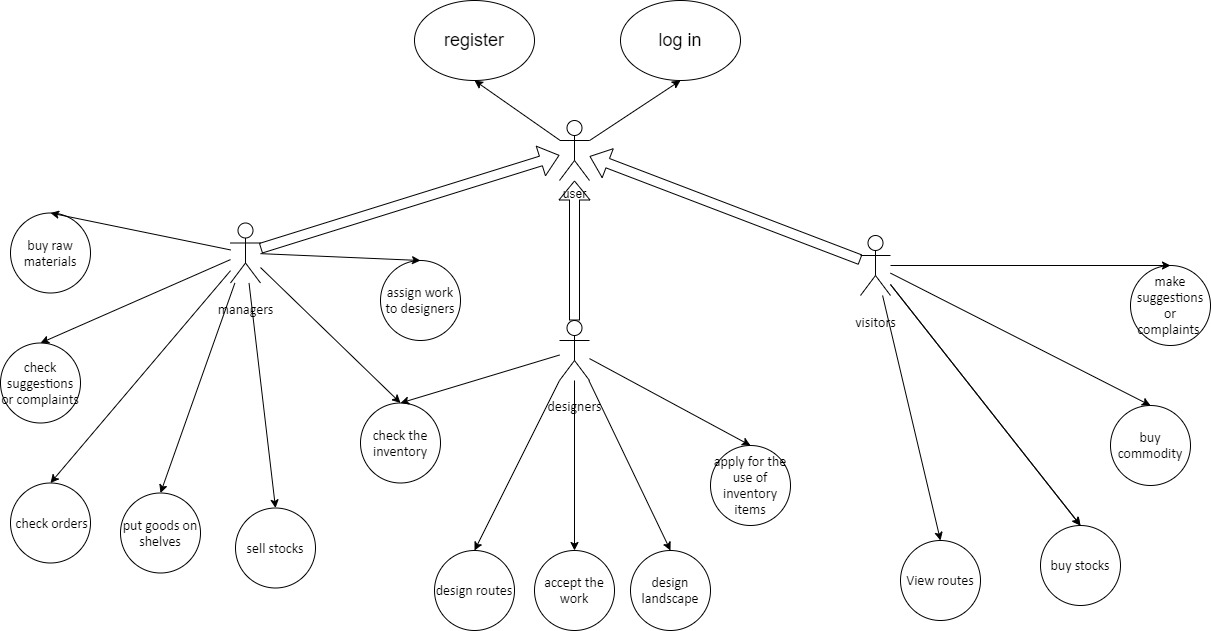 register
log in
user
buy raw
materials
managers
assign work
to designers
visitors
make
suggestions
or
complaints
check
suggestions
or complaints
designers
check the
inventory
buy
commodity
apply for the
use of
inventory
items
check orders
put goods on
shelves
sell stocks
design routes
accept the
work
design
landscape
View routes
buy stocks